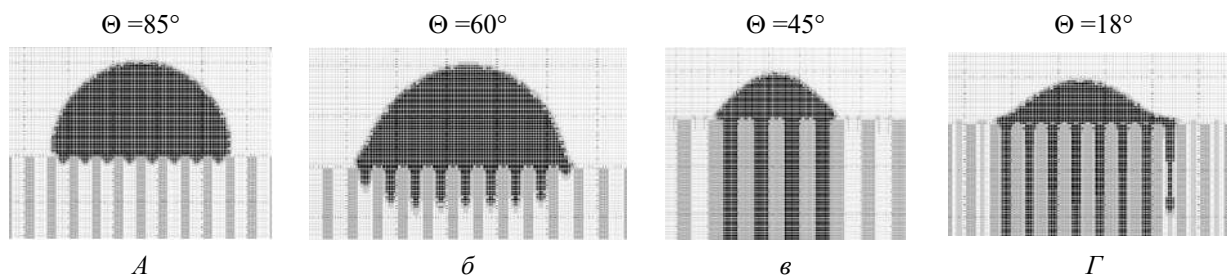 Θ =85° Θ =60° Θ =45° Θ =18°
А б в Г